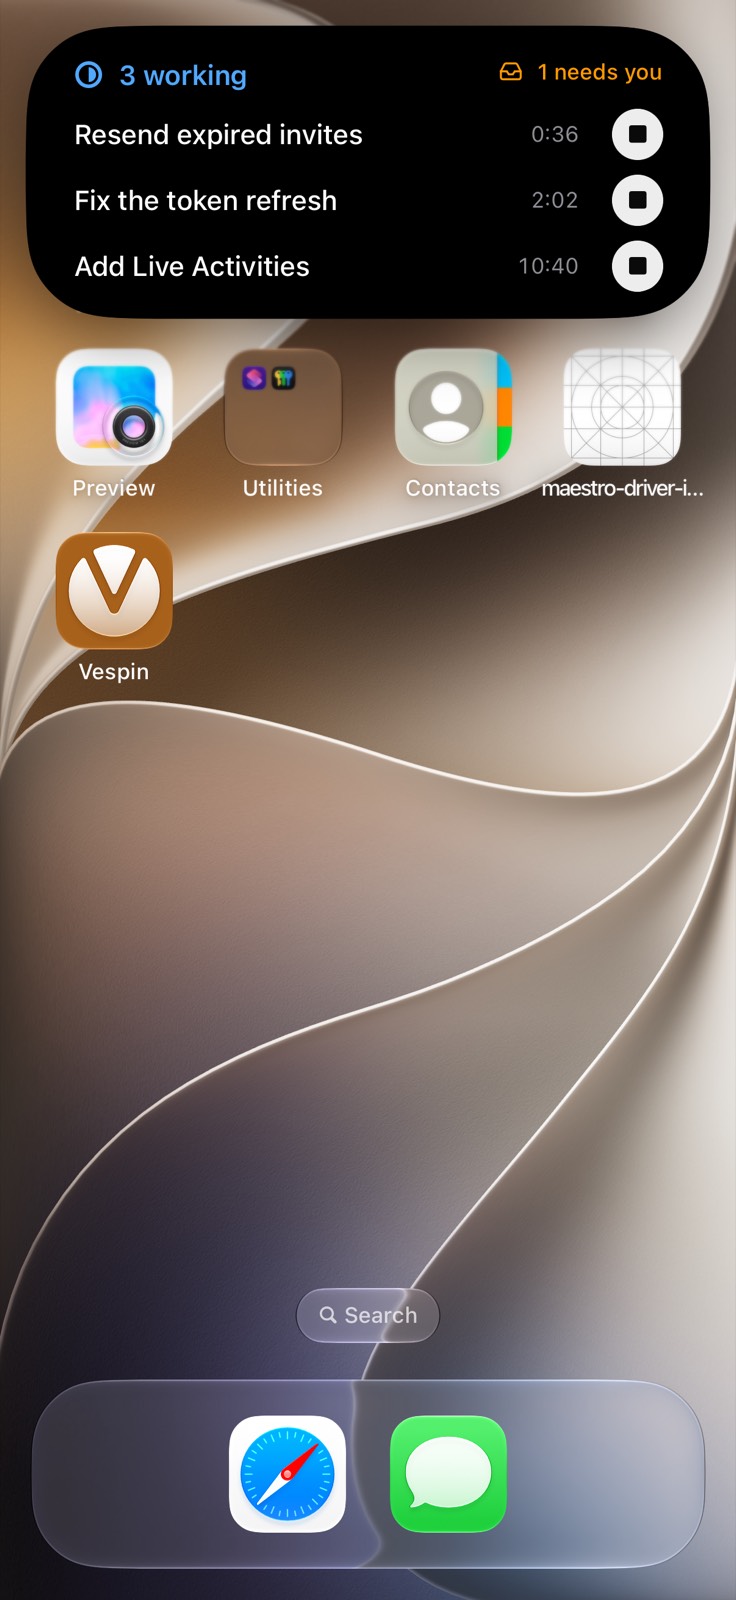 3 working
1 needs you
Resend expired invites 0:36
Fix the token refresh 2:02
Add Live Activities 10:40
Preview
Utilities
Contacts
maestro-driver-i...
Vespin
Search